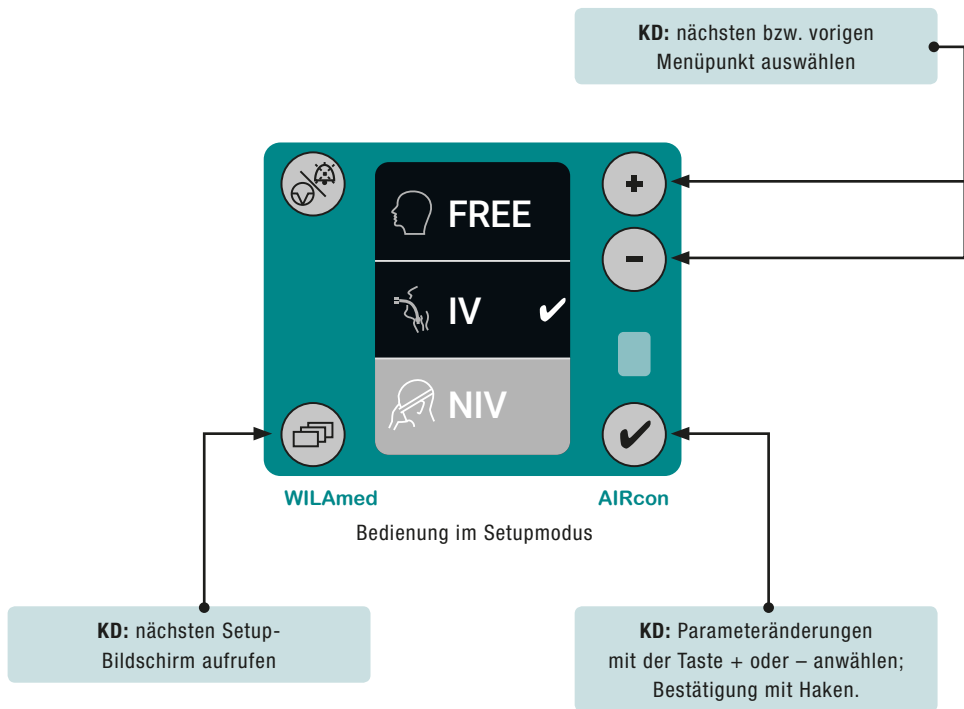 KD: nächsten bzw. vorigen
Menüpunkt auswählen
FREE
IV ✔
NIV
WILAmed
AIRcon
Bedienung im Setupmodus
KD: nächsten Setup-
Bildschirm aufrufen
KD: Parameteränderungen
mit der Taste + oder – anwählen;
Bestätigung mit Haken.